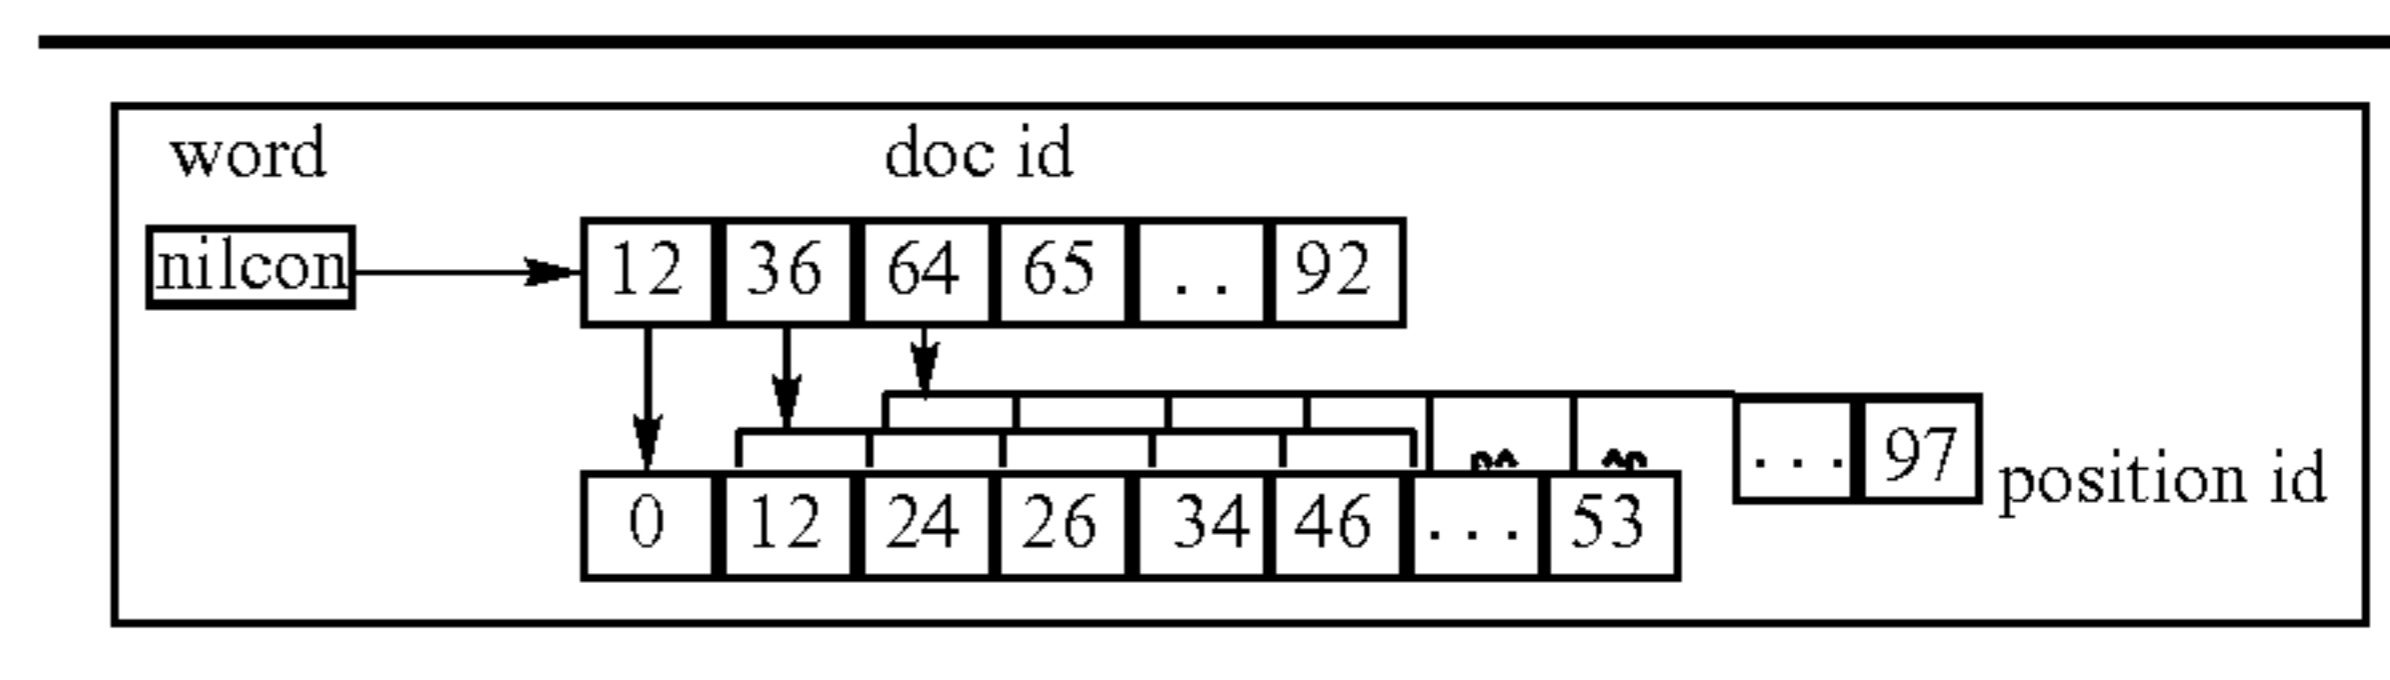 word doc id
nilcon 12 36 64 65 . . 92
. . . 97 position id
0 12 24 26 34 46 . . . 53